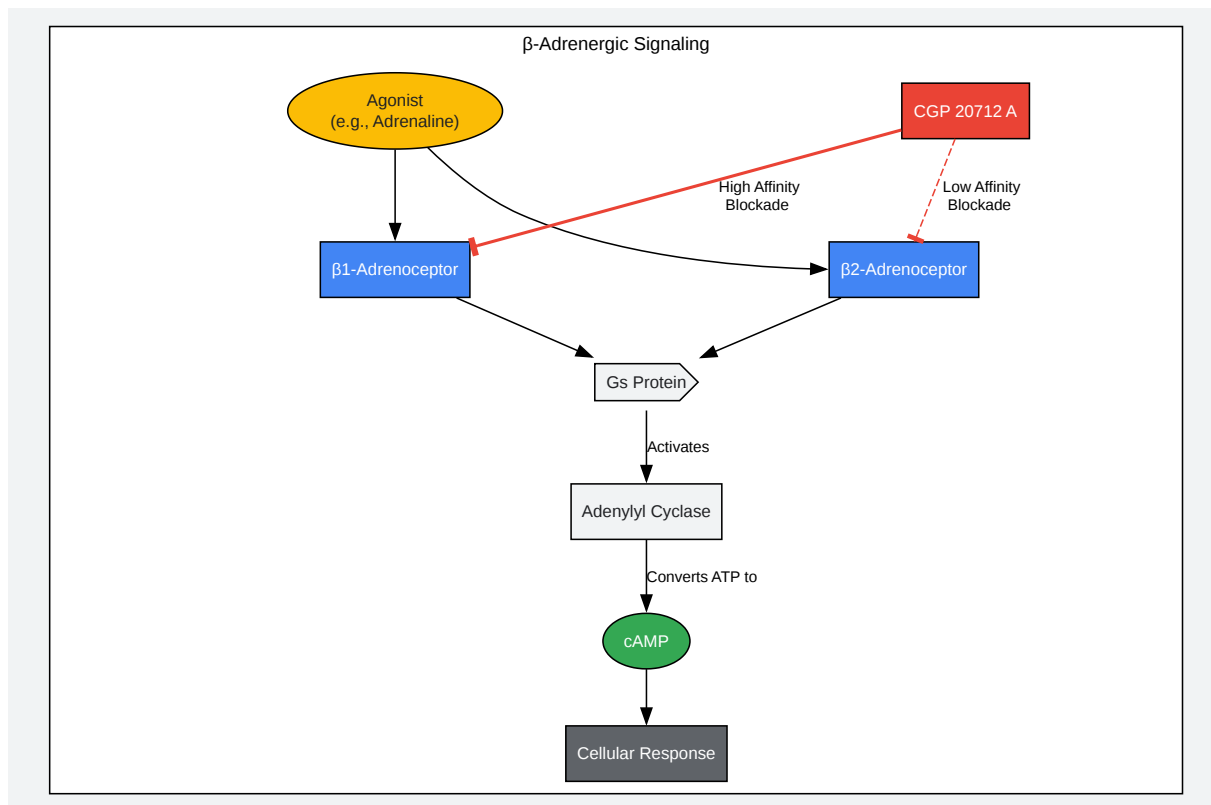 β-Adrenergic Signaling
Agonist
(e.g., Adrenaline)
CGP 20712 A
High Affinity
Blockade
Low Affinity
Blockade
β1-Adrenoceptor
β2-Adrenoceptor
Gs Protein
Activates
Adenylyl Cyclase
Converts ATP to
cAMP
Cellular Response